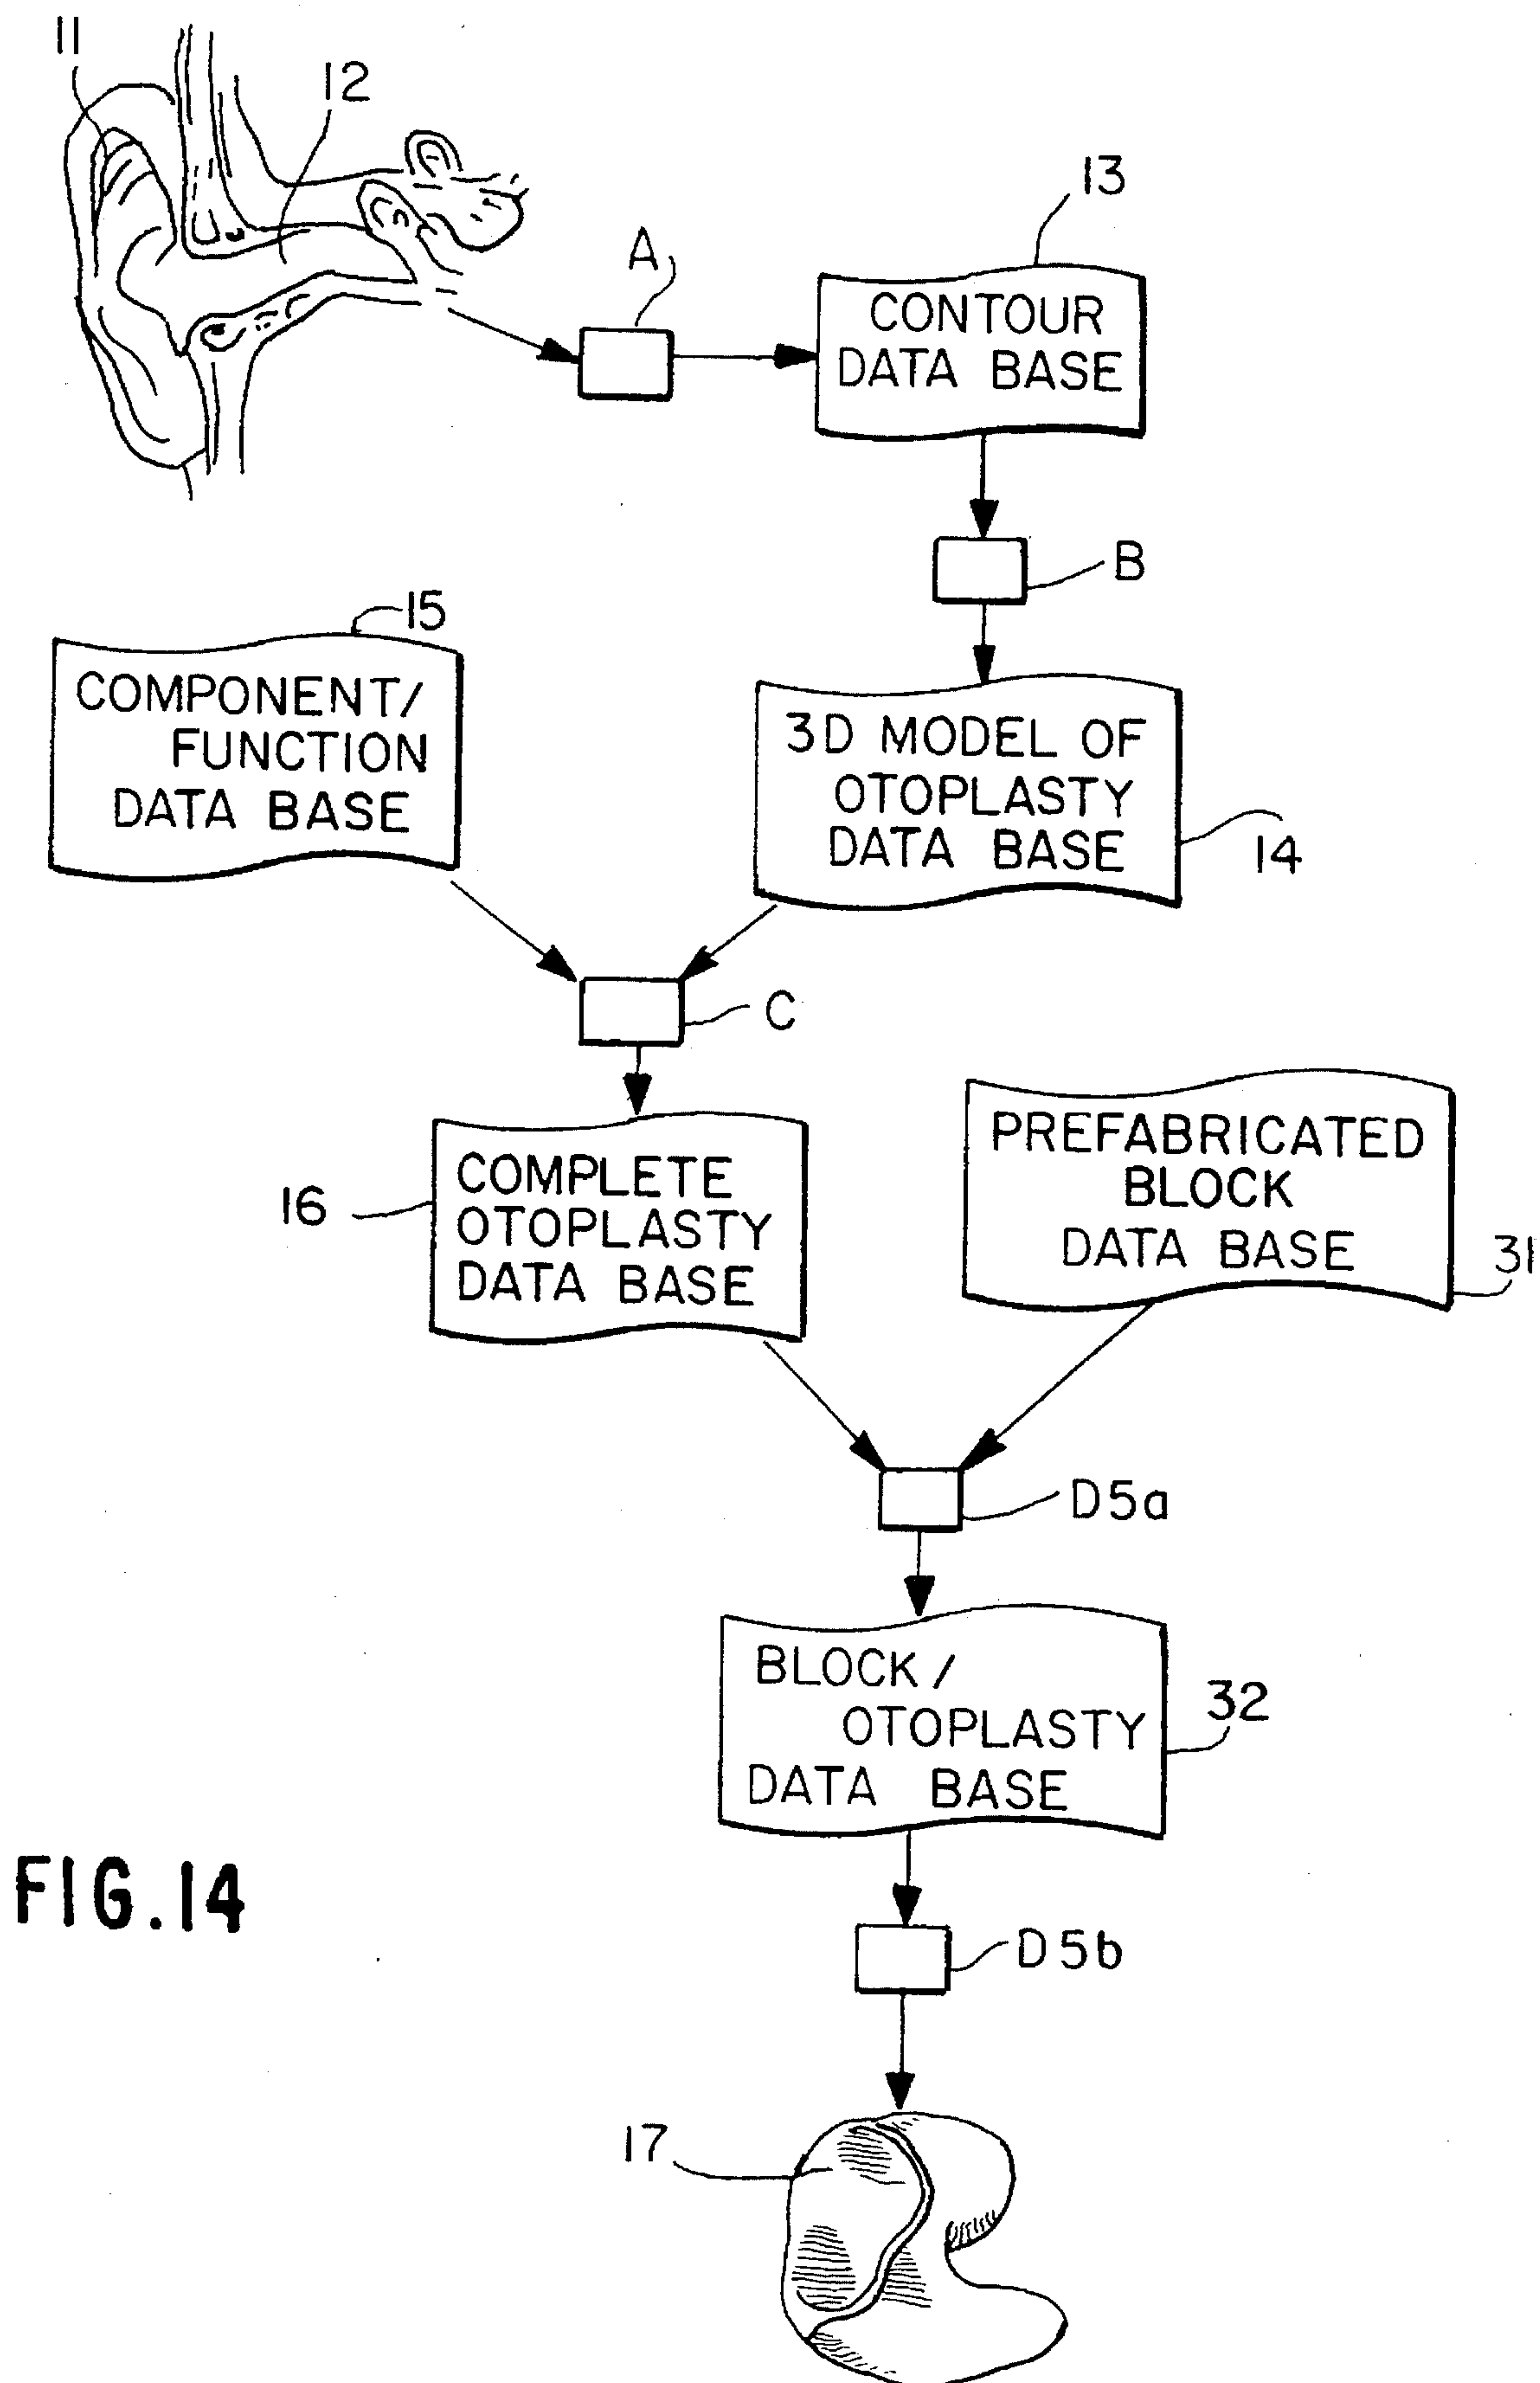 11
12
A
13
CONTOUR
DATA BASE
B
15
COMPONENT/
FUNCTION
DATA BASE
3D MODEL OF
OTOPLASTY
DATA BASE
14
C
16
COMPLETE
OTOPLASTY
DATA BASE
PREFABRICATED
BLOCK
DATA BASE
31
D5a
BLOCK/
OTOPLASTY
DATA BASE
32
D5b
FIG.14
17